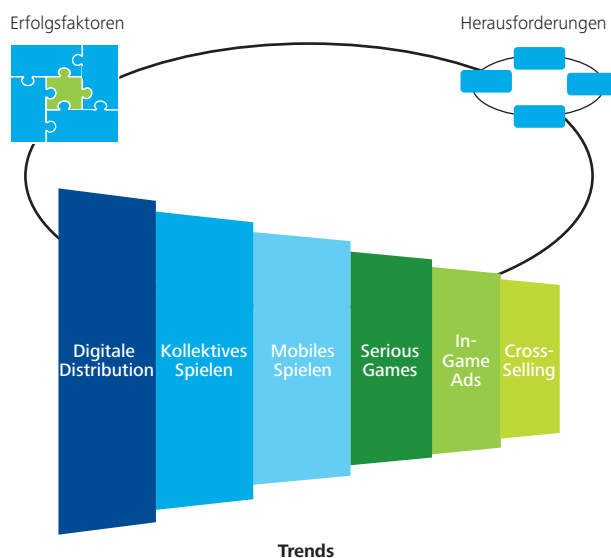 Erfolgsfaktoren
Herausforderungen
Digitale
Distribution
Kollektives
Spielen
Mobiles
Spielen
Serious
Games
In-
Game
Ads
Cross-
Selling
Trends